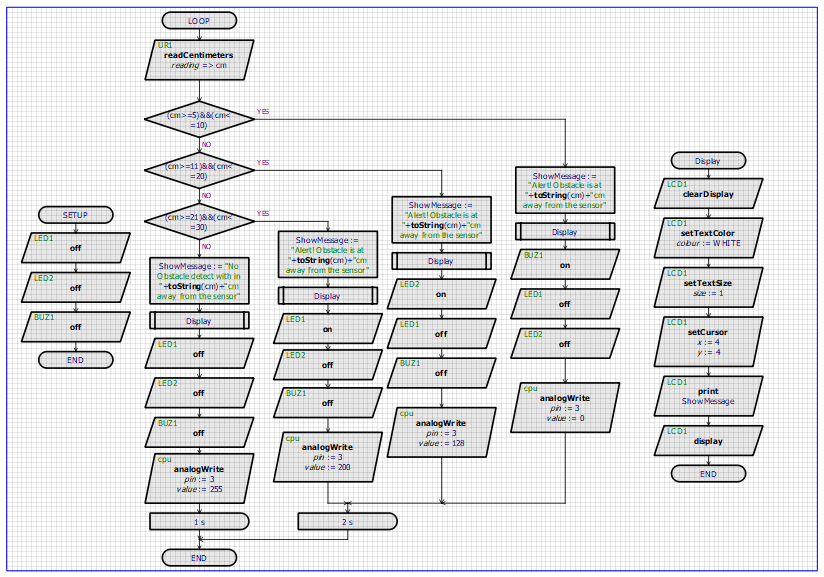 SETUP
LED1
off
LED2
off
BUZ1
off
END
LOOP
UR1
readCentimeters
reading => cm
(cm>=5)&&(cm<
=10)
YES
NO
(cm>=11)&&(cm<
=20)
YES
NO
(cm>=21)&&(cm<
=30)
YES
NO
ShowMessage := "No
Obstacle detect with in
"+toString(cm)+"cm
away from the sensor"
Display
LED1
off
LED2
off
BUZ1
off
cpu
analogWrite
pin := 3
value := 255
1 s
END
ShowMessage :=
"Alert! Obstacle is at
"+toString(cm)+"cm
away from the sensor"
Display
LED1
on
LED2
off
BUZ1
off
cpu
analogWrite
pin := 3
value := 200
2 s
ShowMessage :=
"Alert! Obstacle is at
"+toString(cm)+"cm
away from the sensor"
Display
LED2
on
LED1
off
BUZ1
off
cpu
analogWrite
pin := 3
value := 128
ShowMessage :=
"Alert! Obstacle is at
"+toString(cm)+"cm
away from the sensor"
Display
BUZ1
on
LED1
off
LED2
off
cpu
analogWrite
pin := 3
value := 0
Display
LCD1
clearDisplay
LCD1
setTextColor
colour := WHITE
LCD1
setTextSize
size := 1
LCD1
setCursor
x := 4
y := 4
LCD1
print
ShowMessage
LCD1
display
END